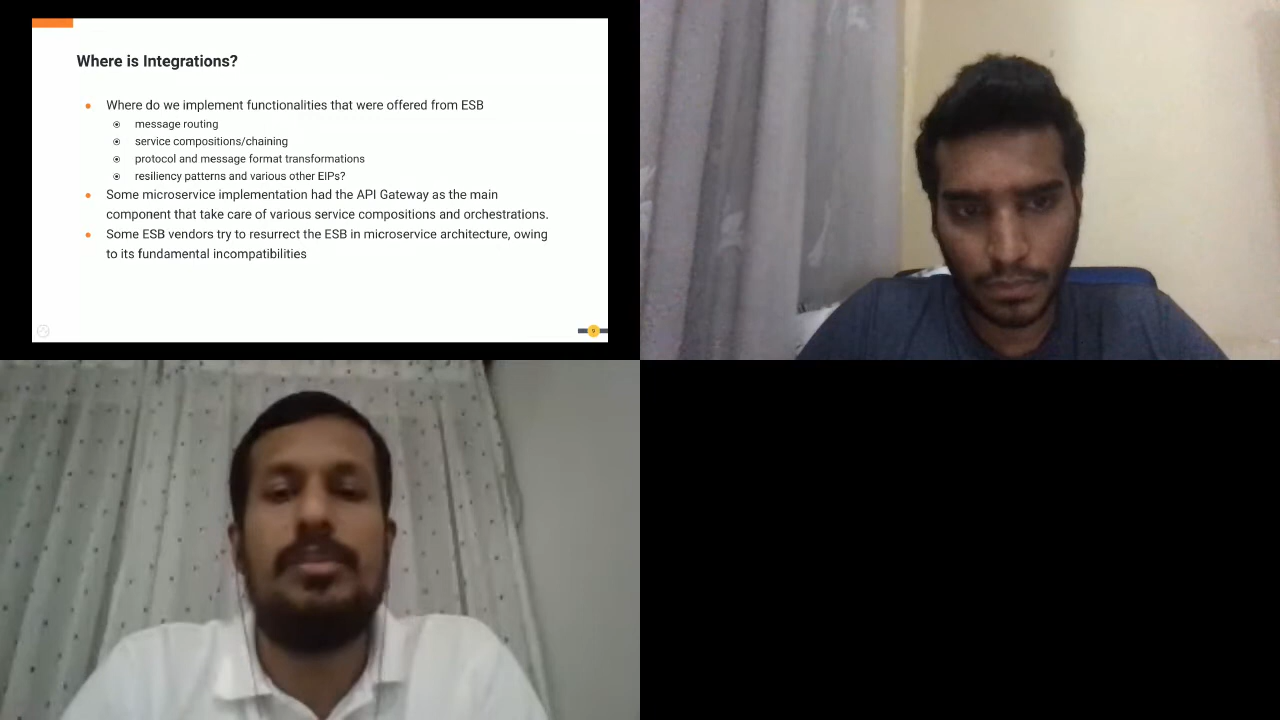 Where is Integrations?
Where do we implement functionalities that were offered from ESB
message routing
service compositions/chaining
protocol and message format transformations
resiliency patterns and various other EIPs?
Some microservice implementation had the API Gateway as the main
component that take care of various service compositions and orchestrations.
Some ESB vendors try to resurrect the ESB in microservice architecture, owing
to its fundamental incompatibilities
9